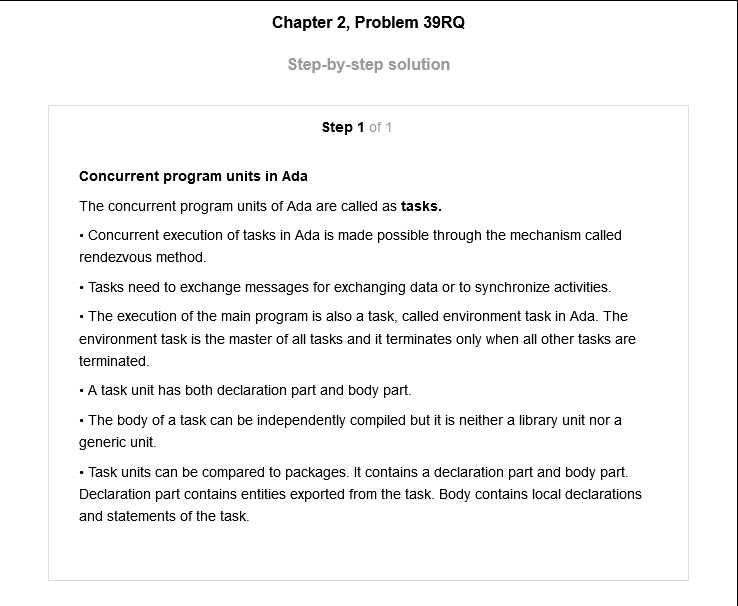 Chapter 2, Problem 39RQ
Step-by-step solution
Step 1 of 1
Concurrent program units in Ada
The concurrent program units of Ada are called as tasks.
• Concurrent execution of tasks in Ada is made possible through the mechanism called
rendezvous method.
• Tasks need to exchange messages for exchanging data or to synchronize activities.
• The execution of the main program is also a task, called environment task in Ada. The
environment task is the master of all tasks and it terminates only when all other tasks are
terminated.
• A task unit has both declaration part and body part.
• The body of a task can be independently compiled but it is neither a library unit nor a
generic unit.
• Task units can be compared to packages. It contains a declaration part and body part.
Declaration part contains entities exported from the task. Body contains local declarations
and statements of the task.